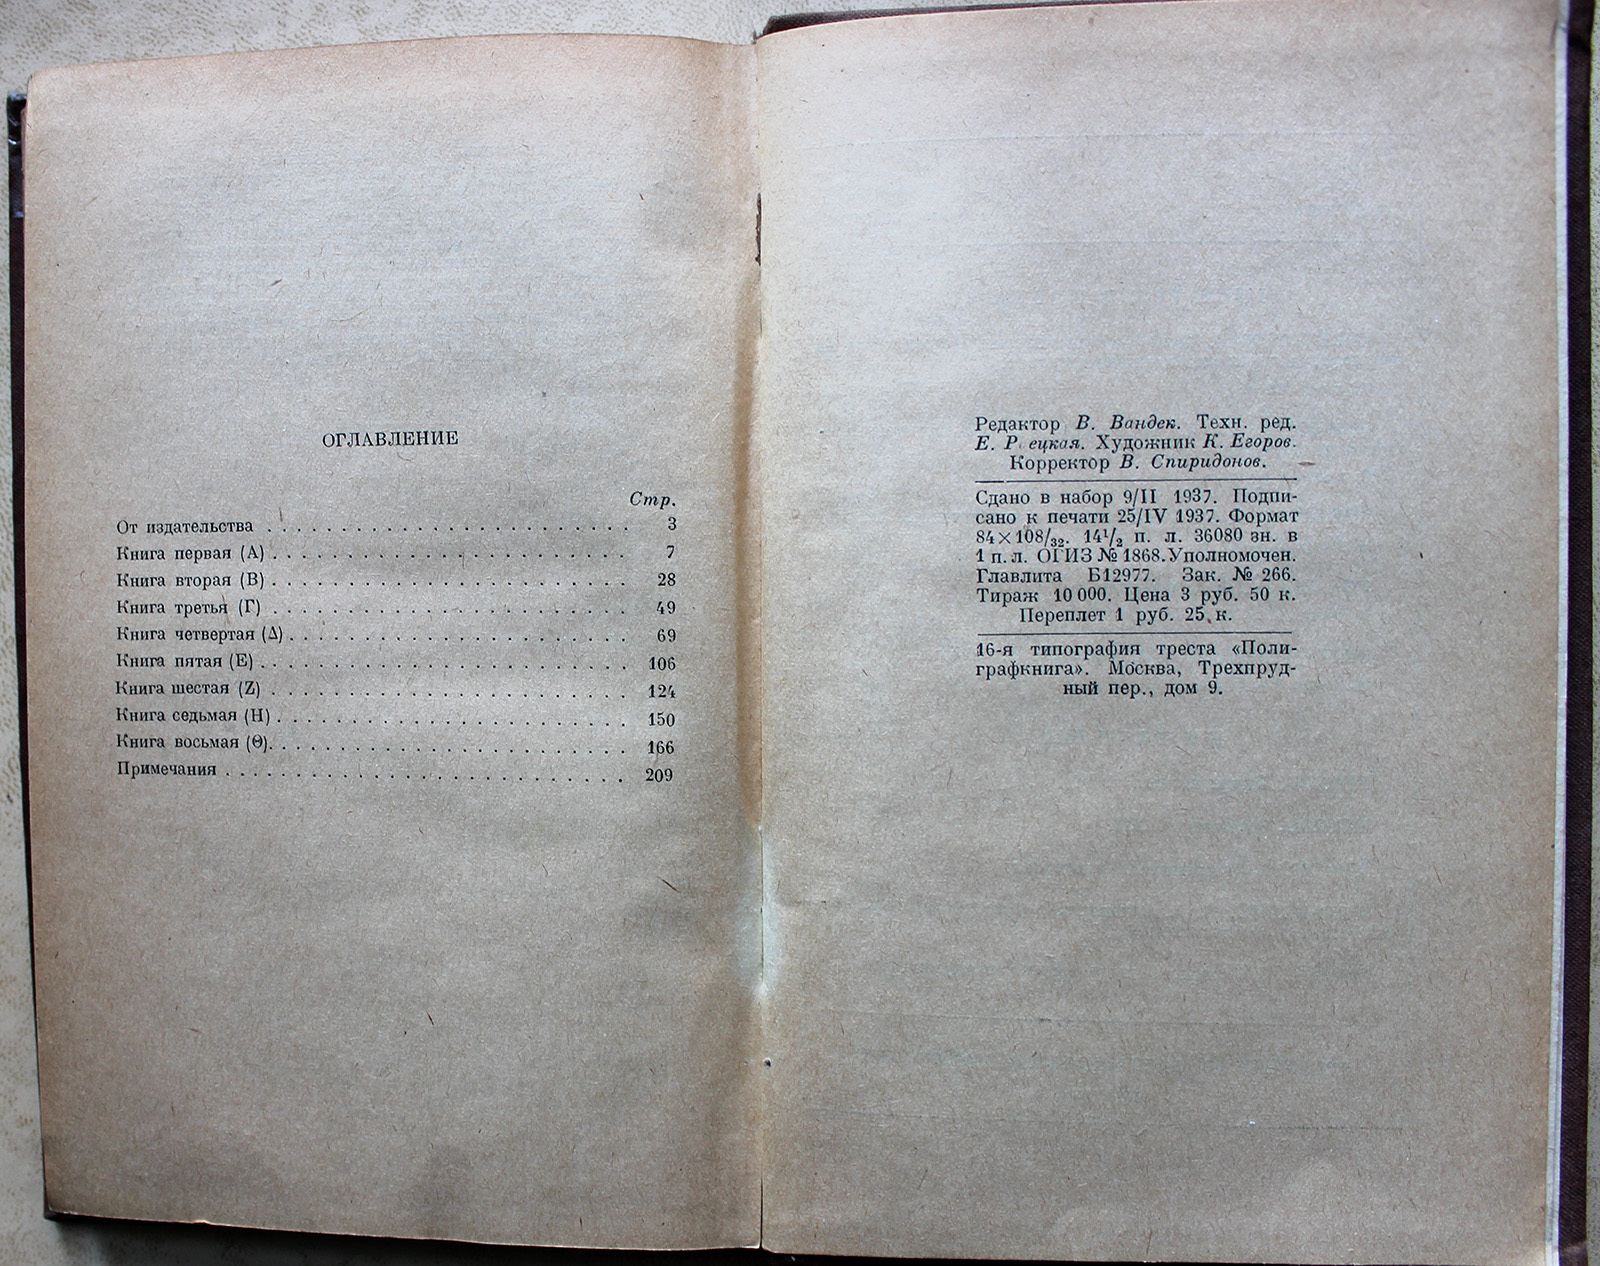 ОГЛАВЛЕНИЕ
Стр.
От издательства . . . . . . . . . . . . . . . . . . . . . . . . 3
Книга первая (А) . . . . . . . . . . . . . . . . . . . . . . . . 7
Книга вторая (В) . . . . . . . . . . . . . . . . . . . . . . . . 28
Книга третья (Г) . . . . . . . . . . . . . . . . . . . . . . . . 49
Книга четвертая (Δ) . . . . . . . . . . . . . . . . . . . . . . . 69
Книга пятая (Е) . . . . . . . . . . . . . . . . . . . . . . . . 106
Книга шестая (Z) . . . . . . . . . . . . . . . . . . . . . . . . 124
Книга седьмая (Н) . . . . . . . . . . . . . . . . . . . . . . . . 150
Книга восьмая (Θ). . . . . . . . . . . . . . . . . . . . . . . . 166
Примечания . . . . . . . . . . . . . . . . . . . . . . . . . . . 209
Редактор В. Вандек. Техн. ред.
Е. Художник К. Егоров.
Корректор В. Спиридонов.
Сдано в набор 9/II 1937. Подпи-
сано к печати 25/IV 1937. Формат
84×108/32. 14 1/2 п. л. 36080 зн. в
1 п. л. ОГИЗ № 1868. Уполномочен.
Главлита Б12977. Зак. № 266.
Тираж 10 000. Цена 3 руб. 50 к.
Переплет 1 руб. 25 к.
16-я типография треста «Поли-
графкнига». Москва, Трехпруд-
ный пер., дом 9.